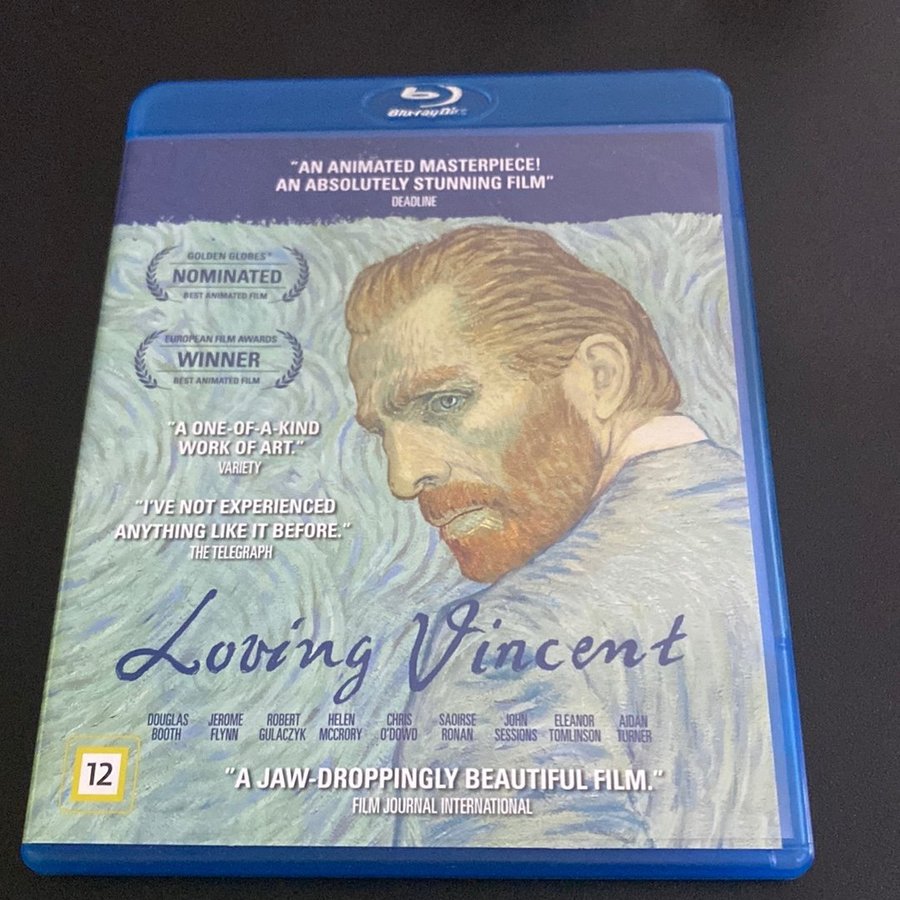 Blu-ray Disc
"AN ANIMATED MASTERPIECE!
AN ABSOLUTELY STUNNING FILM"
DEADLINE
GOLDEN GLOBES®
NOMINATED
BEST ANIMATED FILM
EUROPEAN FILM AWARDS
WINNER
BEST ANIMATED FILM
"A ONE-OF-A-KIND
WORK OF ART."
VARIETY
"I'VE NOT EXPERIENCED
ANYTHING LIKE IT BEFORE."
THE TELEGRAPH
Loving Vincent
DOUGLAS BOOTH
JEROME FLYNN
ROBERT GULACZYK
HELEN MCCRORY
CHRIS O'DOWD
SAOIRSE RONAN
JOHN SESSIONS
ELEANOR TOMLINSON
AIDAN TURNER
12
"A JAW-DROPPINGLY BEAUTIFUL FILM."
FILM JOURNAL INTERNATIONAL